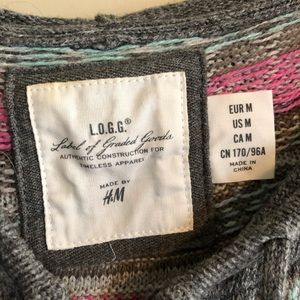 L.O.G.G.®
Label of Graded Goods
AUTHENTIC CONSTRUCTION FOR
TIMELESS APPAREL
MADE BY
H&M
EUR M
US M
CA M
CN 170/96A
MADE IN
CHINA